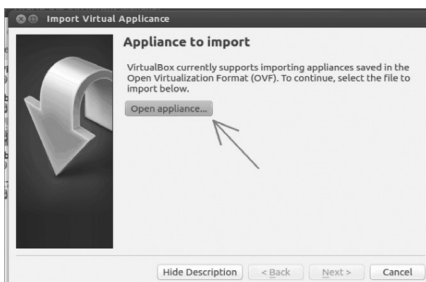 Import Virtual Applicance
Appliance to import
VirtualBox currently supports importing appliances saved in the
Open Virtualization Format (OVF). To continue, select the file to
import below.
Open appliance...
Hide Description
< Back
Next >
Cancel